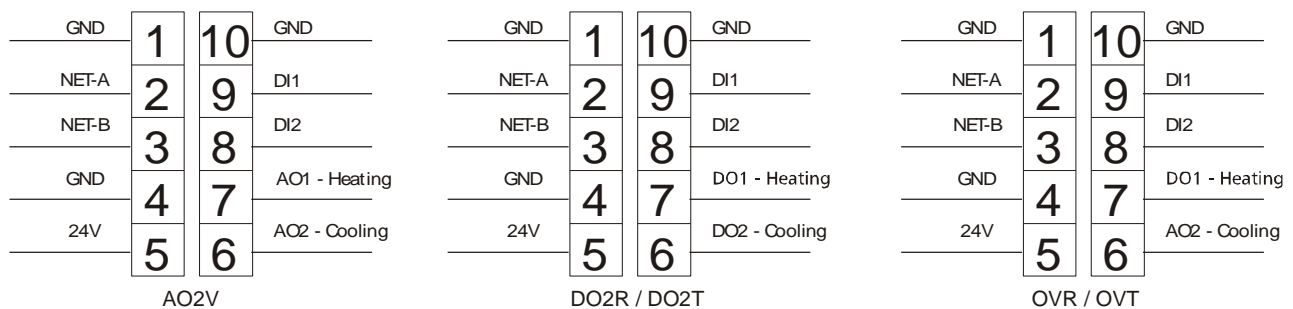 GND 1 10 GND
NET-A 2 9 DI1
NET-B 3 8 DI2
GND 4 7 AO1 - Heating
24V 5 6 AO2 - Cooling
AO2V
GND 1 10 GND
NET-A 2 9 DI1
NET-B 3 8 DI2
GND 4 7 DO1 - Heating
24V 5 6 DO2 - Cooling
DO2R / DO2T
GND 1 10 GND
NET-A 2 9 DI1
NET-B 3 8 DI2
GND 4 7 DO1 - Heating
24V 5 6 AO2 - Cooling
OVR / OVT